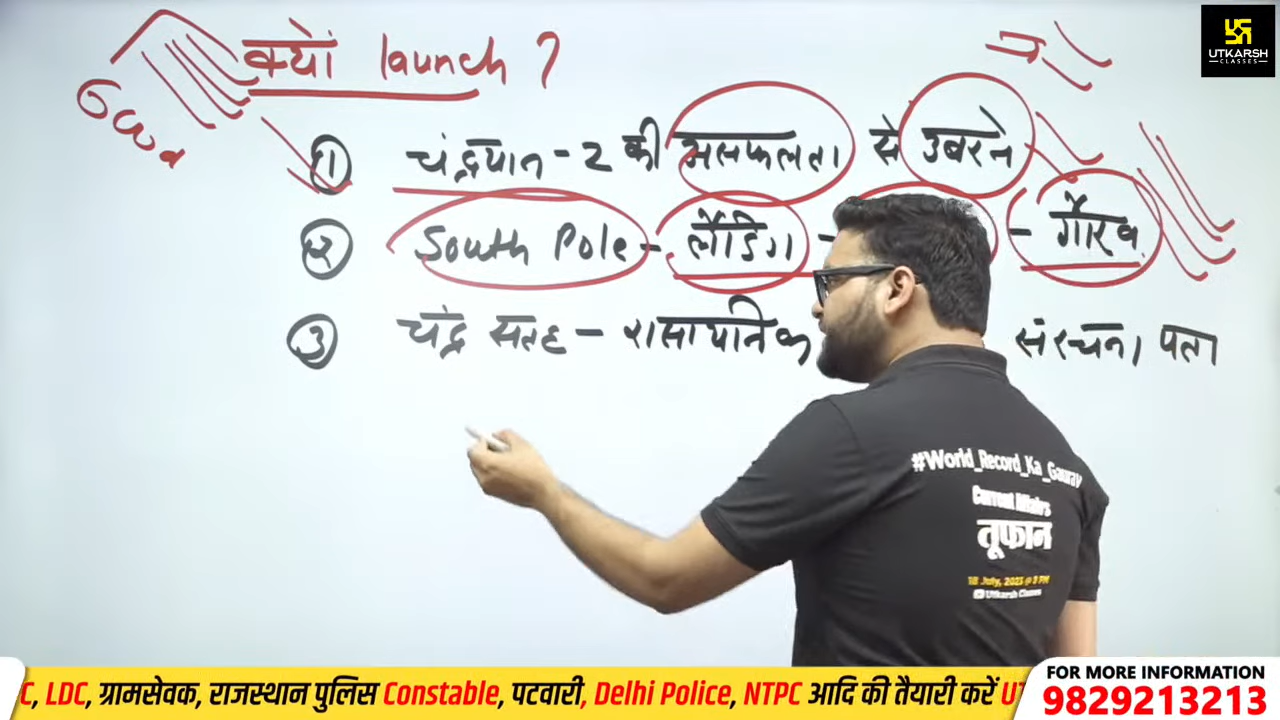 क्यों launch ?
UTKARSH
CLASSES
① चंद्रयान - 2 की असफलता से उबरने
② South Pole - लैंडिंग - - गौरव
③ चंद्र सतह - रासायनिक संरचना पता
#World_Record_Ka_Gaurav
Current Affairs
तूफान
18 July, 2023 @ 3 PM
Utkarsh Classes
C, LDC, ग्रामसेवक, राजस्थान पुलिस Constable, पटवारी, Delhi Police, NTPC आदि की तैयारी करें
FOR MORE INFORMATION
9829213213